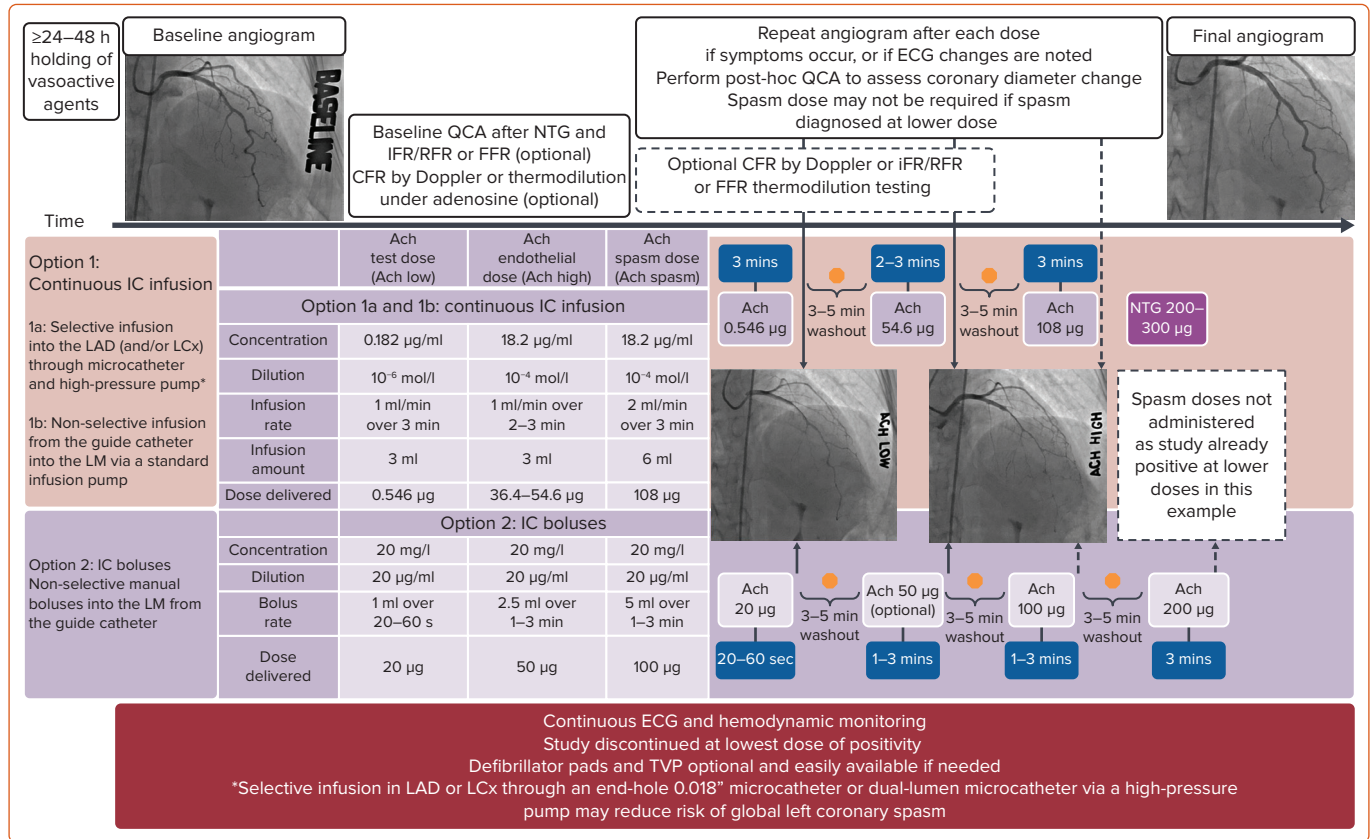 ≥24–48 h
holding of
vasoactive
agents
Baseline angiogram
BASELINE
Baseline QCA after NTG and
IFR/RFR or FFR (optional)
CFR by Doppler or thermodilution
under adenosine (optional)
Repeat angiogram after each dose
if symptoms occur, or if ECG changes are noted
Perform post-hoc QCA to assess coronary diameter change
Spasm dose may not be required if spasm
diagnosed at lower dose
Optional CFR by Doppler or iFR/RFR
or FFR thermodilution testing
Final angiogram
Time
Option 1:
Continuous IC infusion
1a: Selective infusion
into the LAD (and/or LCx)
through microcatheter
and high-pressure pump*
1b: Non-selective infusion
from the guide catheter
into the LM via a standard
infusion pump
Ach
test dose
(Ach low)
Ach
endothelial
dose (Ach high)
Ach
spasm dose
(Ach spasm)
Option 1a and 1b: continuous IC infusion
Concentration 0.182 µg/ml 18.2 µg/ml 18.2 µg/ml
Dilution 10⁻⁶ mol/l 10⁻⁴ mol/l 10⁻⁴ mol/l
Infusion
rate
1 ml/min
over 3 min
1 ml/min over
2–3 min
2 ml/min
over 3 min
Infusion
amount
3 ml 3 ml 6 ml
Dose delivered 0.546 µg 36.4–54.6 µg 108 µg
Option 2: IC boluses
Non-selective manual
boluses into the LM from
the guide catheter
Option 2: IC boluses
Concentration 20 mg/l 20 mg/l 20 mg/l
Dilution 20 µg/ml 20 µg/ml 20 µg/ml
Bolus
rate
1 ml over
20–60 s
2.5 ml over
1–3 min
5 ml over
1–3 min
Dose
delivered
20 µg 50 µg 100 µg
3 mins
2–3 mins
3 mins
Ach
0.546 µg
3–5 min
washout
Ach
54.6 µg
3–5 min
washout
Ach
108 µg
NTG 200–
300 µg
ACH LOW
ACH HIGH
Spasm doses not
administered
as study already
positive at lower
doses in this
example
Ach
20 µg
3–5 min
washout
Ach 50 µg
(optional)
3–5 min
washout
Ach
100 µg
3–5 min
washout
Ach
200 µg
20–60 sec
1–3 mins
1–3 mins
3 mins
Continuous ECG and hemodynamic monitoring
Study discontinued at lowest dose of positivity
Defibrillator pads and TVP optional and easily available if needed
*Selective infusion in LAD or LCx through an end-hole 0.018” microcatheter or dual-lumen microcatheter via a high-pressure
pump may reduce risk of global left coronary spasm